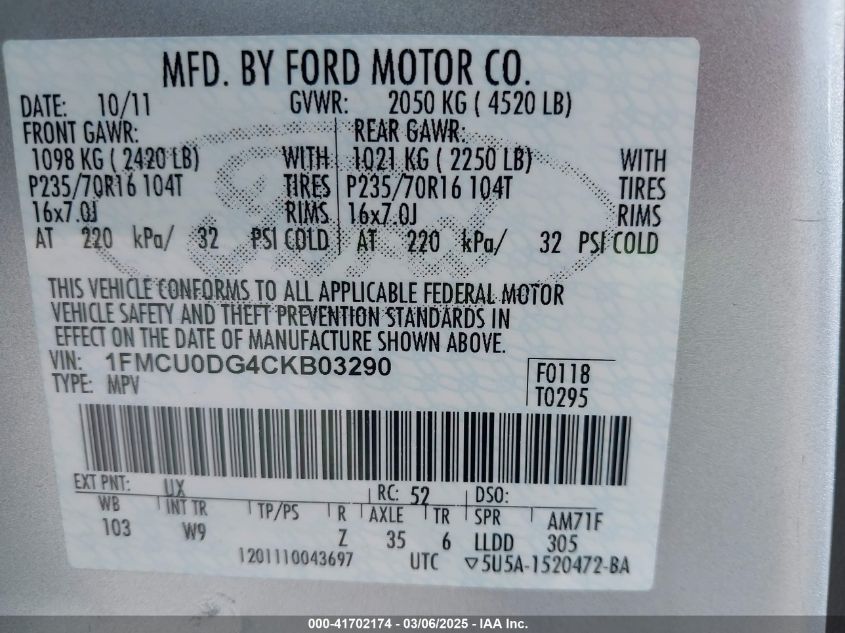 MFD. BY FORD MOTOR CO.
DATE: 10/11 GVWR: 2050 KG ( 4520 LB)
FRONT GAWR: REAR GAWR:
1098 KG ( 2420 LB) WITH 1021 KG ( 2250 LB) WITH
P235/70R16 104T TIRES P235/70R16 104T TIRES
16x7.0J RIMS 16x7.0J RIMS
AT 220 kPa/ 32 PSI COLD AT 220 kPa/ 32 PSI COLD
Ford
THIS VEHICLE CONFORMS TO ALL APPLICABLE FEDERAL MOTOR
VEHICLE SAFETY AND THEFT PREVENTION STANDARDS IN
EFFECT ON THE DATE OF MANUFACTURE SHOWN ABOVE.
VIN: 1FMCU0DG4CKB03290
TYPE: MPV
F0118
T0295
EXT PNT: UX RC: 52 DSO:
WB INT TR TP/PS R AXLE TR SPR AM71F
103 W9 Z 35 6 LLDD 305
1201110043697 UTC ▽5U5A-1520472-BA
000-41702174 - 03/06/2025 - IAA Inc.